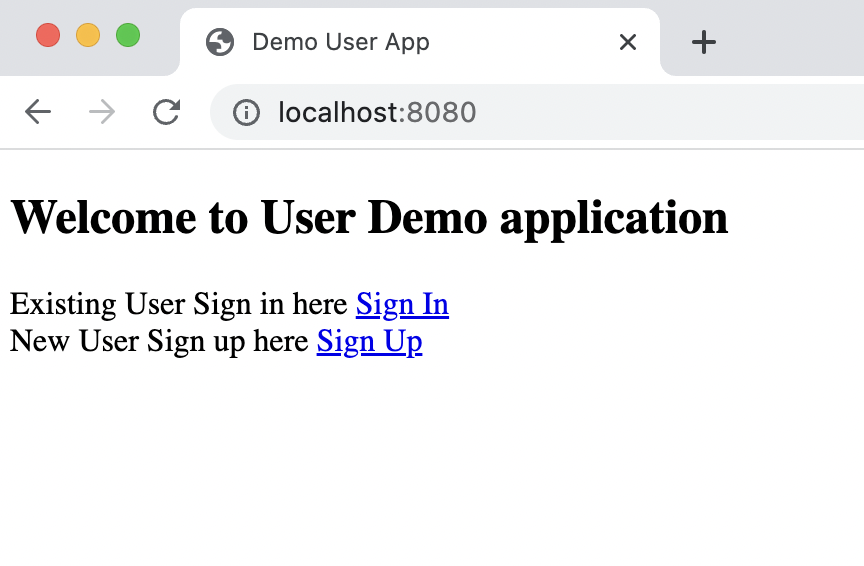 Demo User App
localhost:8080
Welcome to User Demo application
Existing User Sign in here Sign In
New User Sign up here Sign Up